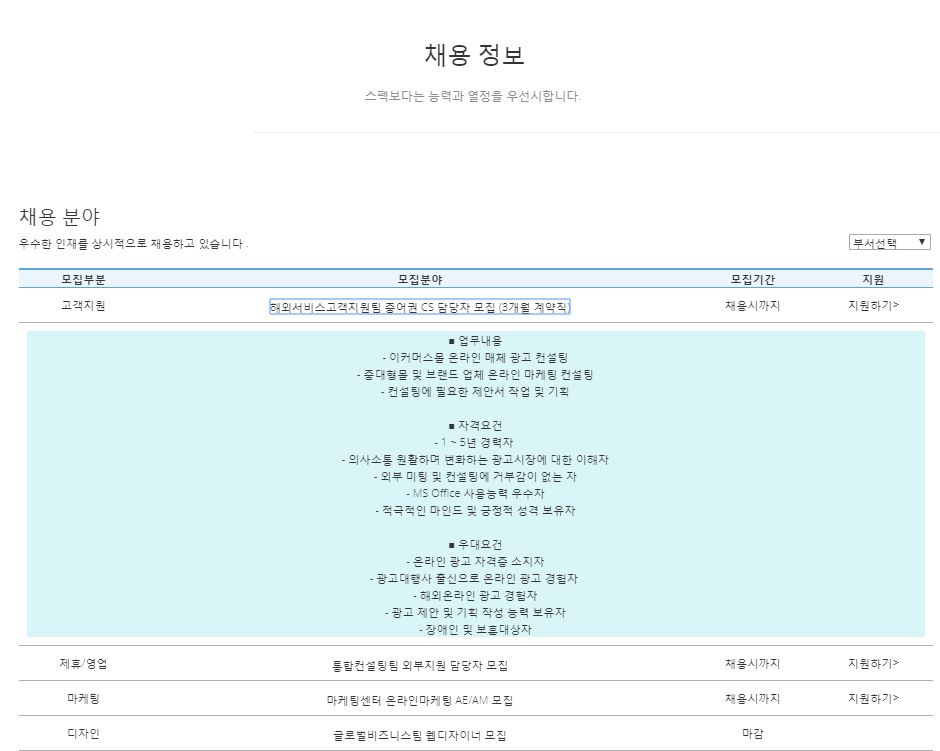 채용 정보
스펙보다는 능력과 열정을 우선시합니다.
채용 분야
우수한 인재를 상시적으로 채용하고 있습니다 .
부서선택 ▼
모집부분 모집분야 모집기간 지원
고객지원 해외서비스고객지원팀 중어권 CS 담당자 모집 (3개월 계약직) 채용시까지 지원하기>
■ 업무내용
- 이커머스몰 온라인 매체 광고 컨설팅
- 중대형몰 및 브랜드 업체 온라인 마케팅 컨설팅
- 컨설팅에 필요한 제안서 작업 및 기획
■ 자격요건
- 1 ~ 5년 경력자
- 의사소통 원활하며 변화하는 광고시장에 대한 이해자
- 외부 미팅 및 컨설팅에 거부감이 없는 자
- MS Office 사용능력 우수자
- 적극적인 마인드 및 긍정적 성격 보유자
■ 우대요건
- 온라인 광고 자격증 소지자
- 광고대행사 출신으로 온라인 광고 경험자
- 해외온라인 광고 경험자
- 광고 제안 및 기획 작성 능력 보유자
- 장애인 및 보훈대상자
제휴/영업 통합컨설팅팀 외부지원 담당자 모집 채용시까지 지원하기>
마케팅 마케팅센터 온라인마케팅 AE/AM 모집 채용시까지 지원하기>
디자인 글로벌비즈니스팀 웹디자이너 모집 마감